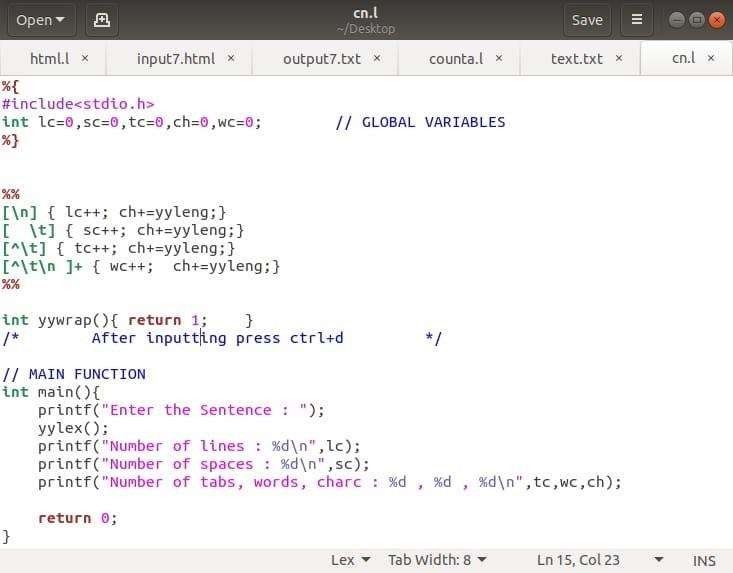 Open
cn.l
~/Desktop
Save
html.l × input7.html × output7.txt × counta.l × text.txt × cn.l ×
%{
#include<stdio.h>
int lc=0,sc=0,tc=0,ch=0,wc=0;        // GLOBAL VARIABLES
%}
%%
[\n] { lc++; ch+=yyleng;}
[  \t] { sc++; ch+=yyleng;}
[^\t] { tc++; ch+=yyleng;}
[^\t\n ]+ { wc++;  ch+=yyleng;}
%%
int yywrap(){ return 1;    }
/*        After inputting press ctrl+d         */
// MAIN FUNCTION
int main(){
    printf("Enter the Sentence : ");
    yylex();
    printf("Number of lines : %d\n",lc);
    printf("Number of spaces : %d\n",sc);
    printf("Number of tabs, words, charc : %d , %d , %d\n",tc,wc,ch);
    return 0;
}
Lex Tab Width: 8 Ln 15, Col 23 INS